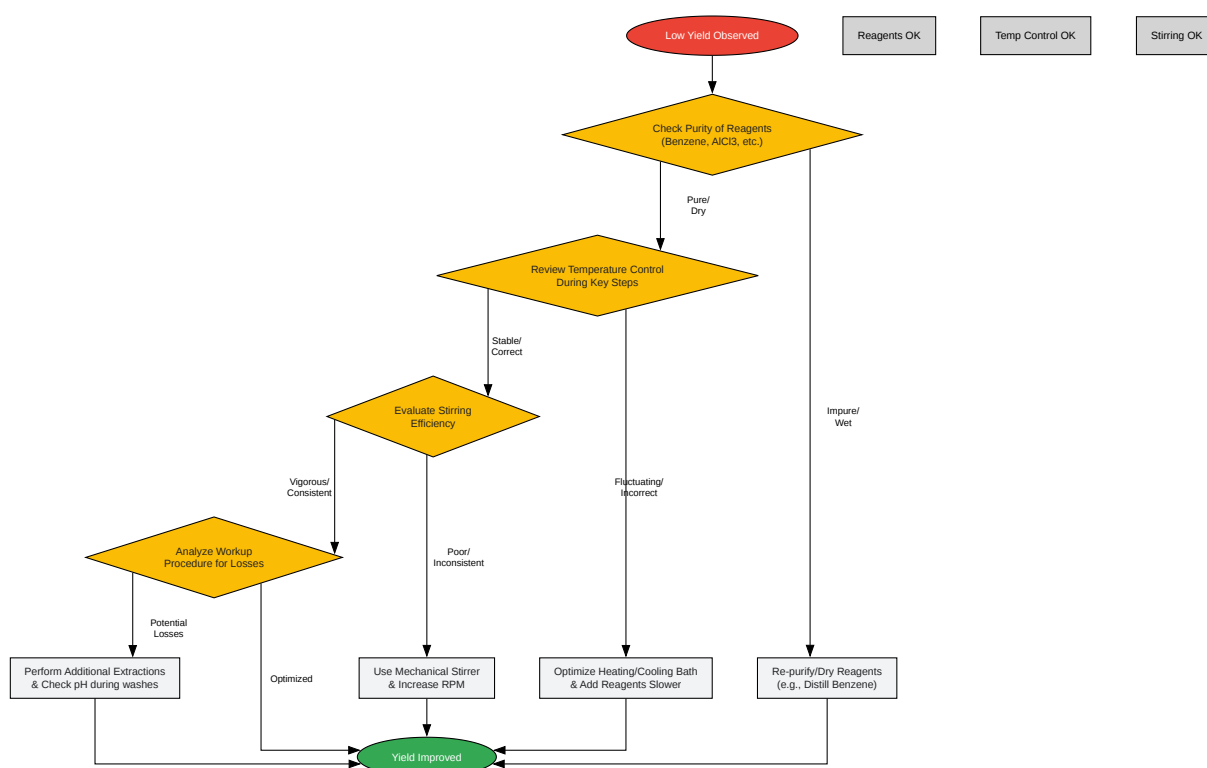 Low Yield Observed
Reagents OK
Temp Control OK
Stirring OK
Check Purity of Reagents
(Benzene, AlCl3, etc.)
Pure/
Dry
Review Temperature Control
During Key Steps
Stable/
Correct
Evaluate Stirring
Efficiency
Impure/
Wet
Vigorous/
Consistent
Fluctuating/
Incorrect
Analyze Workup
Procedure for Losses
Poor/
Inconsistent
Potential
Losses
Perform Additional Extractions
& Check pH during washes
Optimized
Use Mechanical Stirrer
& Increase RPM
Optimize Heating/Cooling Bath
& Add Reagents Slower
Re-purify/Dry Reagents
(e.g., Distill Benzene)
Yield Improved